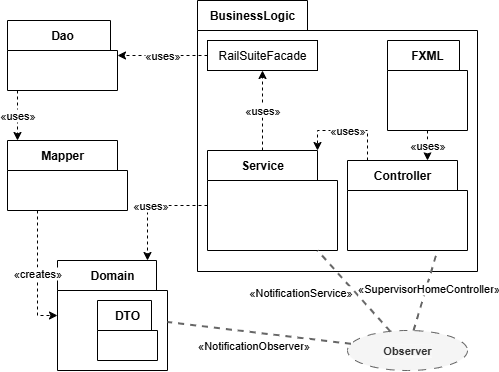 BusinessLogic
Dao
RailSuiteFacade
FXML
«uses»
«uses»
«uses»
«uses»
«uses»
Mapper
Service
Controller
«uses»
«creates»
Domain
DTO
«NotificationService»
«SupervisorHomeController»
«NotificationObserver»
Observer